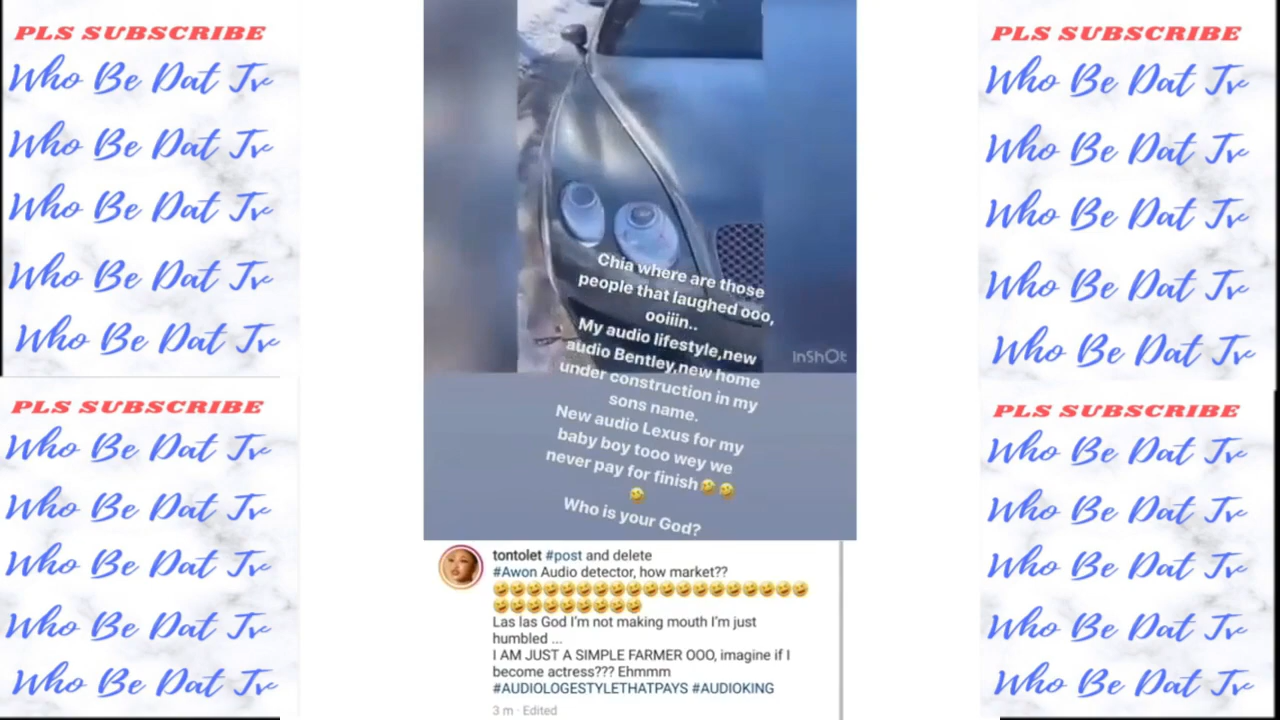 PLS SUBSCRIBE
Who Be Dat Tv
Who Be Dat Tv
Who Be Dat Tv
Who Be Dat Tv
Who Be Dat Tv
PLS SUBSCRIBE
Who Be Dat Tv
Who Be Dat Tv
Who Be Dat Tv
Who Be Dat Tv
Who Be Dat Tv
Chia where are those
people that laughed ooo,
ooiiin..
My audio lifestyle,new
audio Bentley,new home
under construction in my
sons name.
New audio Lexus for my
baby boy tooo wey we
never pay for finish🤣🤣
🤣
Who is your God?
InShOt
tontolet #post and delete
#Awon Audio detector, how market??
🤣🤣🤣🤣🤣🤣🤣🤣🤣🤣🤣🤣🤣🤣🤣🤣🤣🤣🤣
🤣🤣🤣🤣🤣🤣🤣🤣🤣
Las las God I'm not making mouth I'm just
humbled ...
I AM JUST A SIMPLE FARMER OOO, imagine if I
become actress??? Ehmmm
#AUDIOLOGESTYLETHATPAYS #AUDIOKING
3 m · Edited
PLS SUBSCRIBE
Who Be Dat Tv
Who Be Dat Tv
Who Be Dat Tv
Who Be Dat Tv
Who Be Dat Tv
PLS SUBSCRIBE
Who Be Dat Tv
Who Be Dat Tv
Who Be Dat Tv
Who Be Dat Tv
Who Be Dat Tv